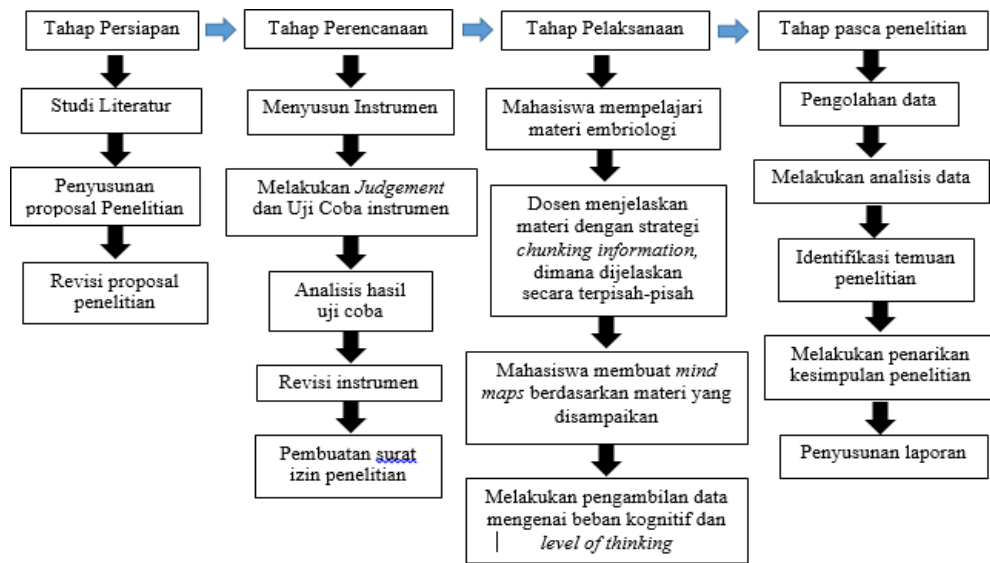 Tahap Persiapan
Tahap Perencanaan
Tahap Pelaksanaan
Tahap pasca penelitian
Studi Literatur
Penyusunan
proposal Penelitian
Revisi proposal
penelitian
Menyusun Instrumen
Melakukan Judgement
dan Uji Coba instrumen
Analisis hasil
uji coba
Revisi instrumen
Pembuatan surat
izin penelitian
Mahasiswa mempelajari
materi embriologi
Dosen menjelaskan
materi dengan strategi
chunking information,
dimana dijelaskan
secara terpisah-pisah
Mahasiswa membuat mind
maps berdasarkan materi yang
disampaikan
Melakukan pengambilan data
mengenai beban kognitif dan
level of thinking
Pengolahan data
Melakukan analisis data
Identifikasi temuan
penelitian
Melakukan penarikan
kesimpulan penelitian
Penyusunan laporan